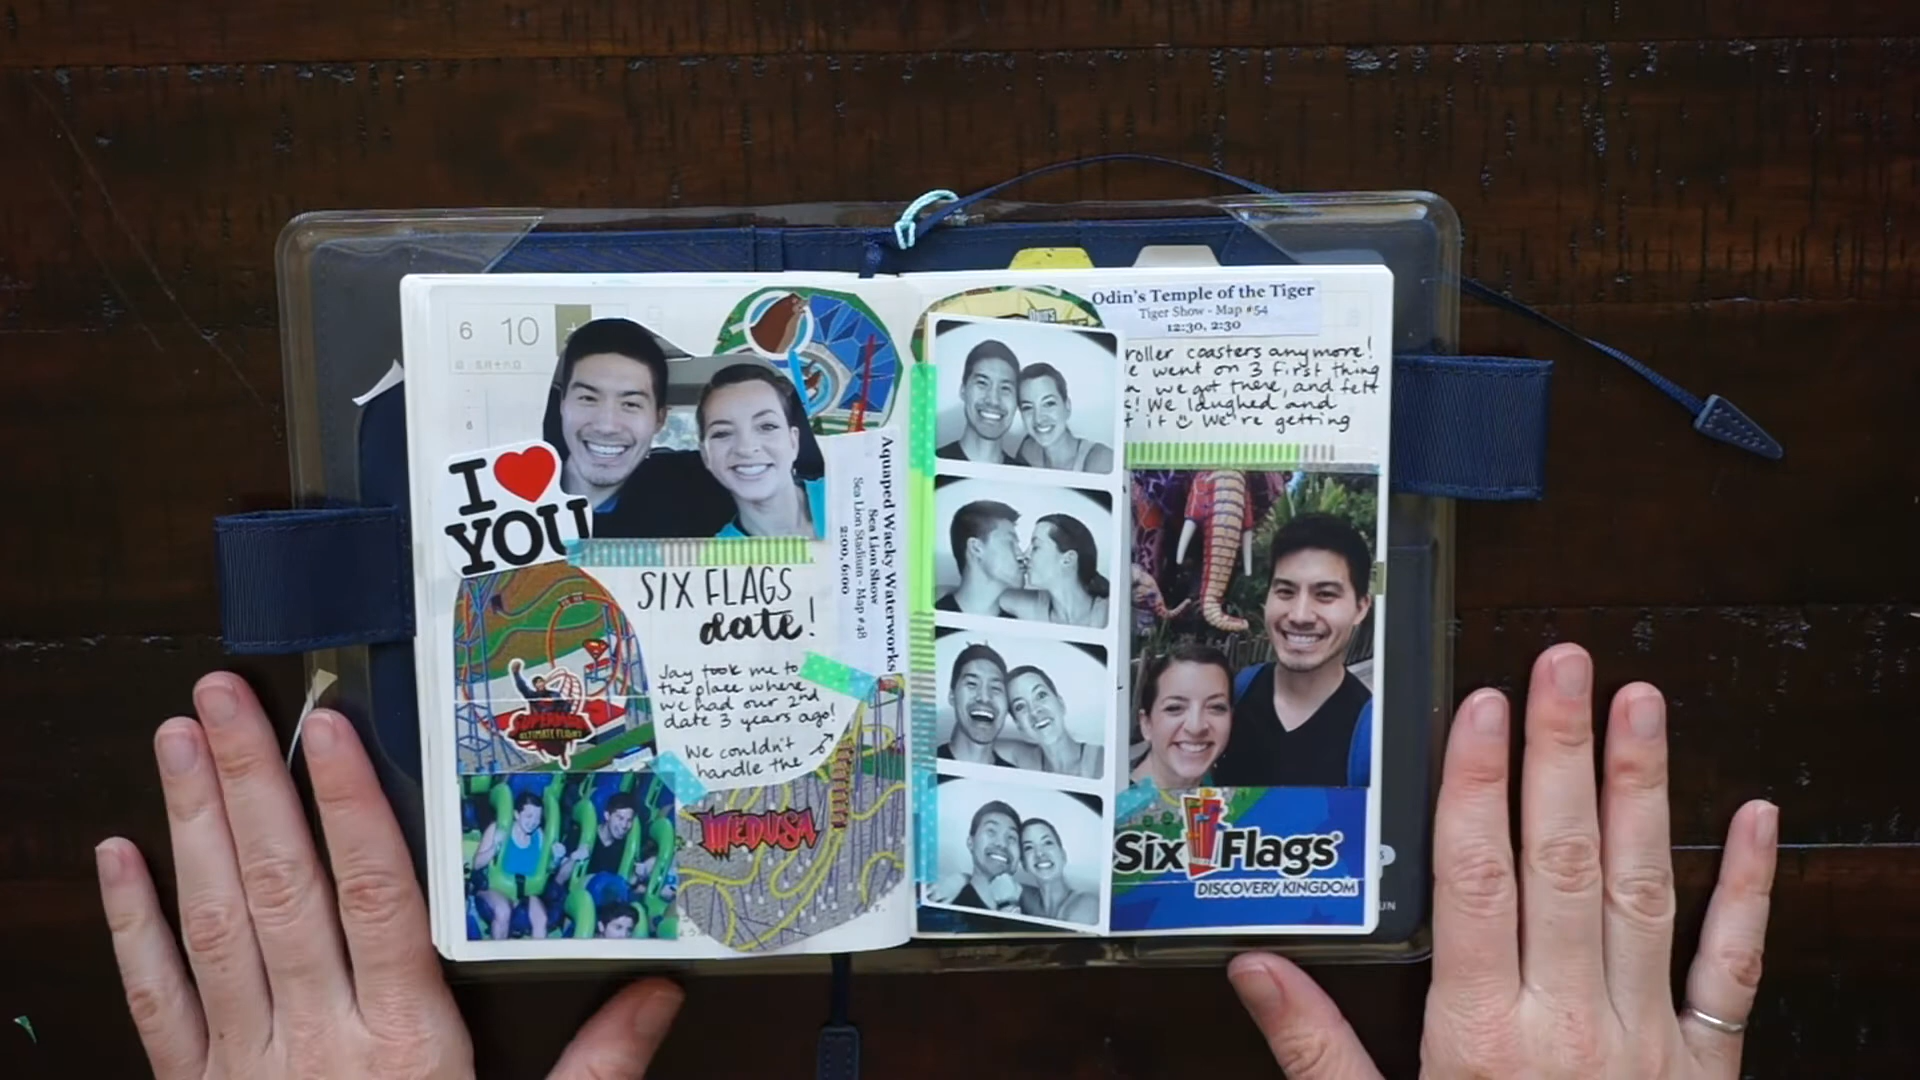 6 10
I
YOU
SIX FLAGS
date!
Jay took me to
the place where
we had our 2nd
date 3 years ago!
We couldn't
handle the
SUPERMAN
ULTIMATE FLIGHT
MEDUSA
Aquaped Wacky Waterworks
Sea Lion Show
Sea Lion Stadium - Map #48
2:00, 6:00
Odin's Temple of the Tiger
Tiger Show - Map #54
12:30, 2:30
roller coasters anymore!
went on 3 first thing
we got there, and felt
! We laughed and
it We're getting
Six Flags
DISCOVERY KINGDOM